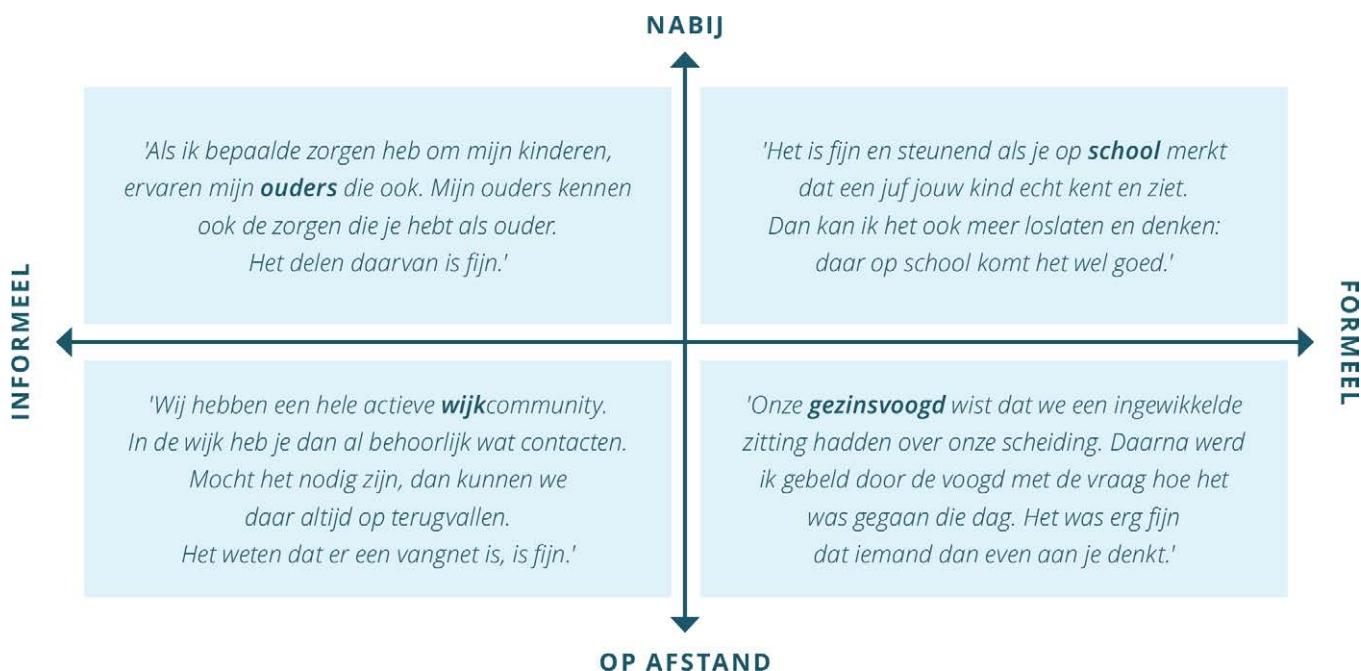 NABIJ
'Als ik bepaalde zorgen heb om mijn kinderen,
ervaren mijn ouders die ook. Mijn ouders kennen
ook de zorgen die je hebt als ouder.
Het delen daarvan is fijn.'
'Het is fijn en steunend als je op school merkt
dat een juf jouw kind echt kent en ziet.
Dan kan ik het ook meer loslaten en denken:
daar op school komt het wel goed.'
INFORMEEL
FORMEEL
'Wij hebben een hele actieve wijkcommunity.
In de wijk heb je dan al behoorlijk wat contacten.
Mocht het nodig zijn, dan kunnen we
daar altijd op terugvallen.
Het weten dat er een vangnet is, is fijn.'
'Onze gezinsvoogd wist dat we een ingewikkelde
zitting hadden over onze scheiding. Daarna werd
ik gebeld door de voogd met de vraag hoe het
was gegaan die dag. Het was erg fijn
dat iemand dan even aan je denkt.'
OP AFSTAND